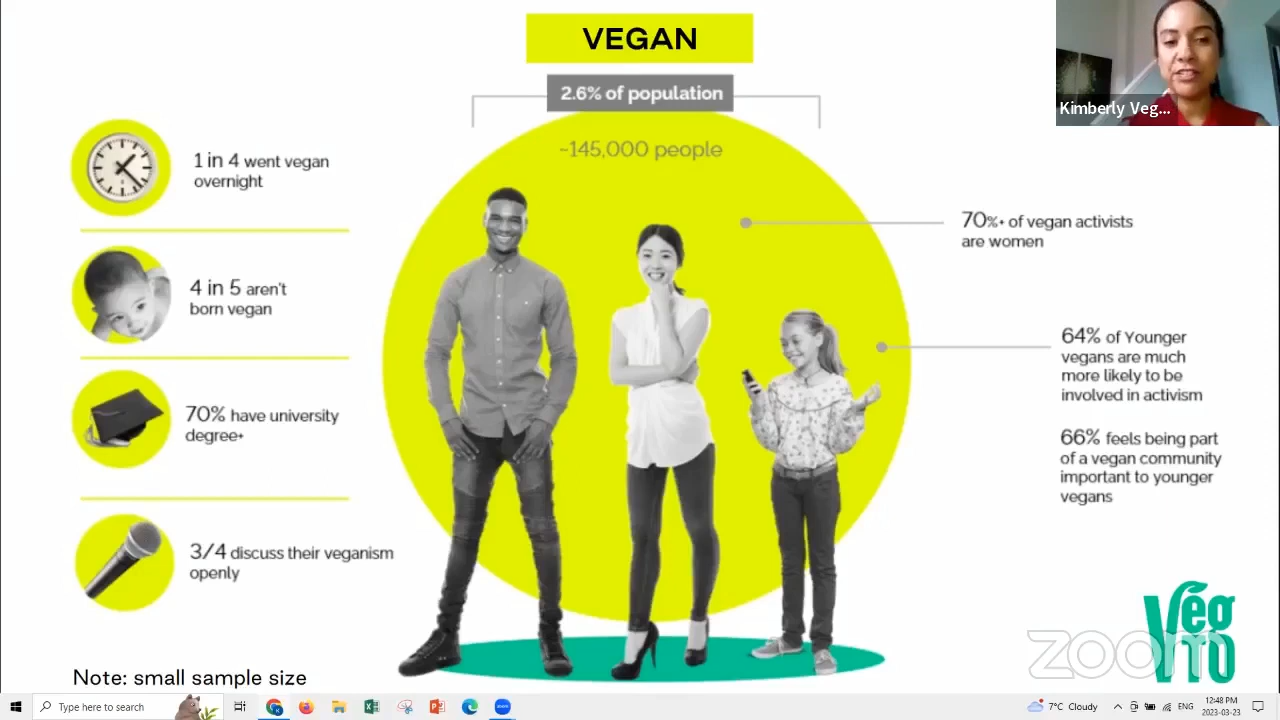 VEGAN
2.6% of population
~145,000 people
Kimberly Veg...
1 in 4 went vegan
overnight
4 in 5 aren't
born vegan
70% have university
degree+
3/4 discuss their veganism
openly
70%+ of vegan activists
are women
64% of Younger
vegans are much
more likely to be
involved in activism
66% feels being part
of a vegan community
important to younger
vegans
Note: small sample size
Veg
TO
zoom
Type here to search
7°C Cloudy
ENG
12:48 PM
2023-03-23